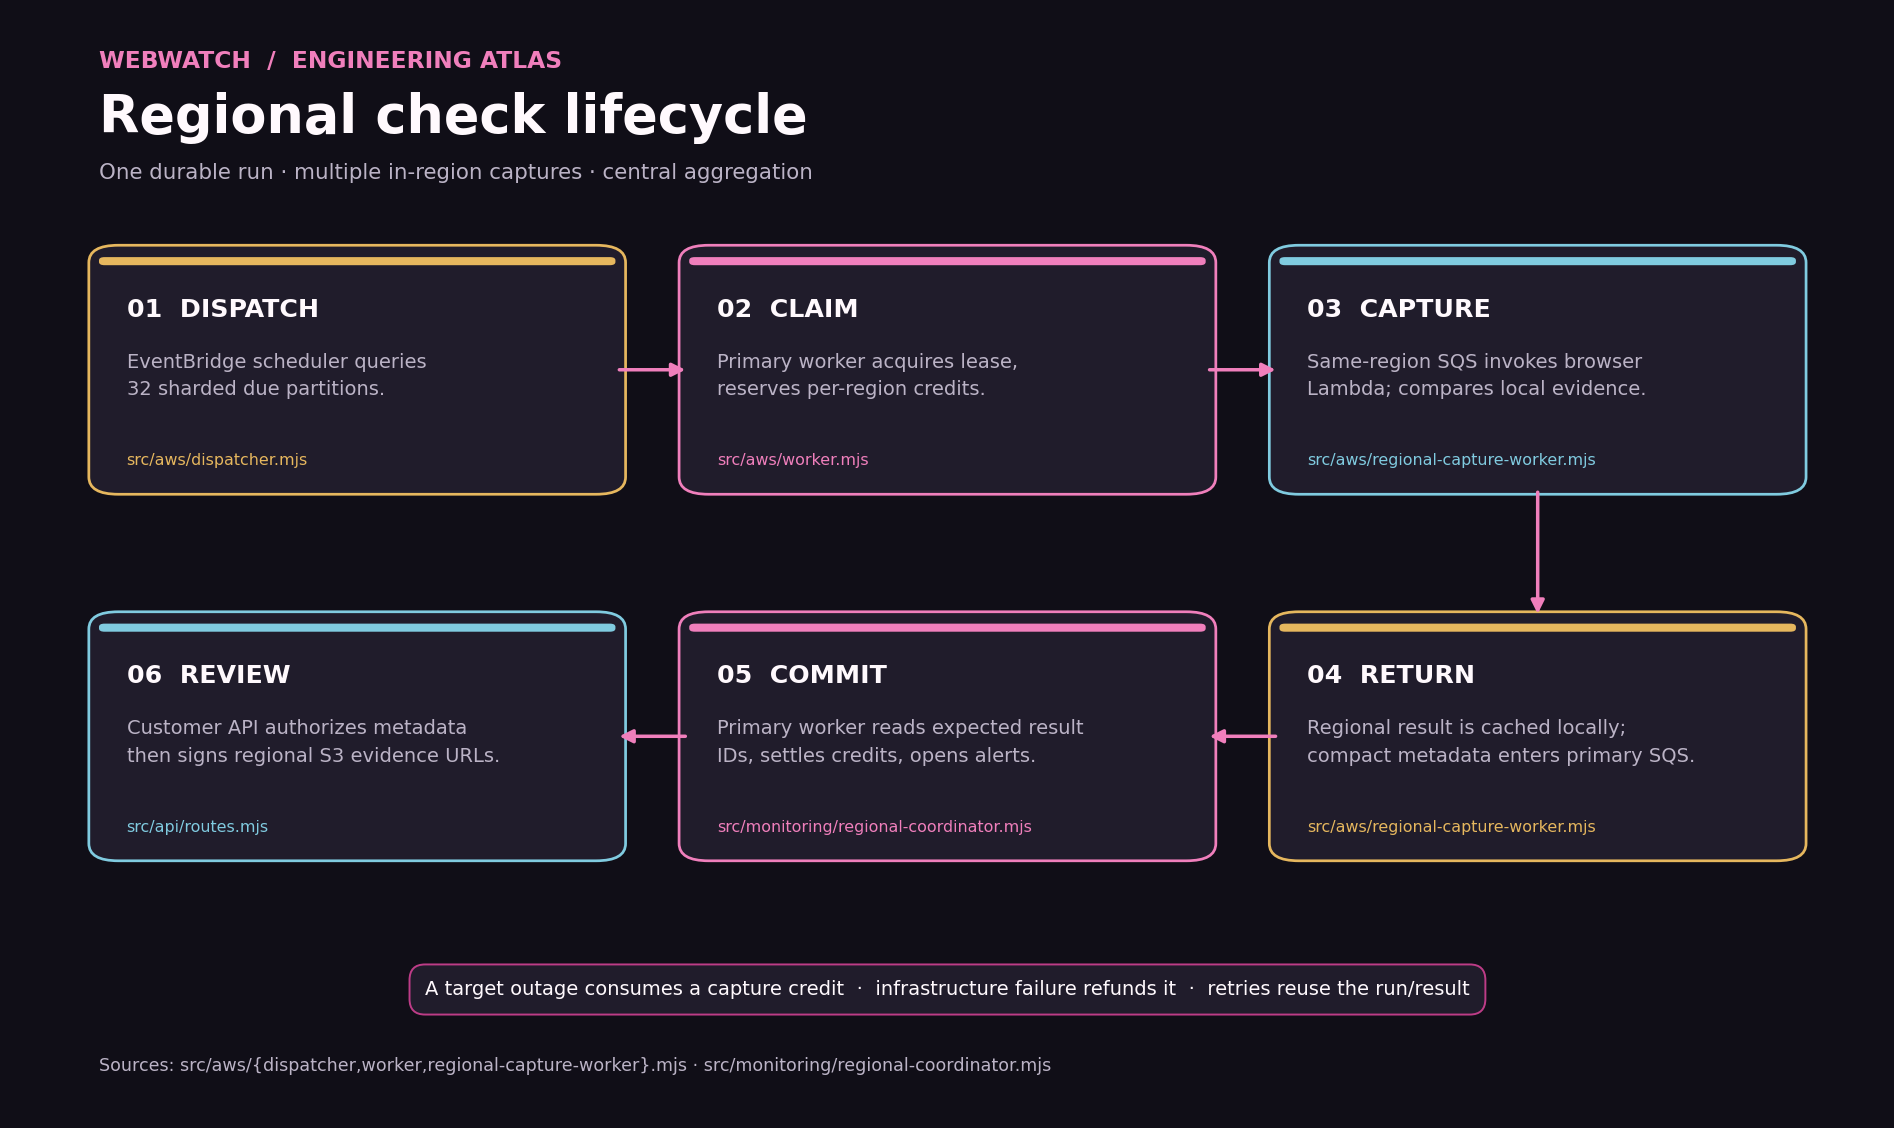 WEBWATCH / ENGINEERING ATLAS
Regional check lifecycle
One durable run · multiple in-region captures · central aggregation
01 DISPATCH
EventBridge scheduler queries
32 sharded due partitions.
src/aws/dispatcher.mjs
02 CLAIM
Primary worker acquires lease,
reserves per-region credits.
src/aws/worker.mjs
03 CAPTURE
Same-region SQS invokes browser
Lambda; compares local evidence.
src/aws/regional-capture-worker.mjs
04 RETURN
Regional result is cached locally;
compact metadata enters primary SQS.
src/aws/regional-capture-worker.mjs
05 COMMIT
Primary worker reads expected result
IDs, settles credits, opens alerts.
src/monitoring/regional-coordinator.mjs
06 REVIEW
Customer API authorizes metadata
then signs regional S3 evidence URLs.
src/api/routes.mjs
A target outage consumes a capture credit · infrastructure failure refunds it · retries reuse the run/result
Sources: src/aws/{dispatcher,worker,regional-capture-worker}.mjs · src/monitoring/regional-coordinator.mjs